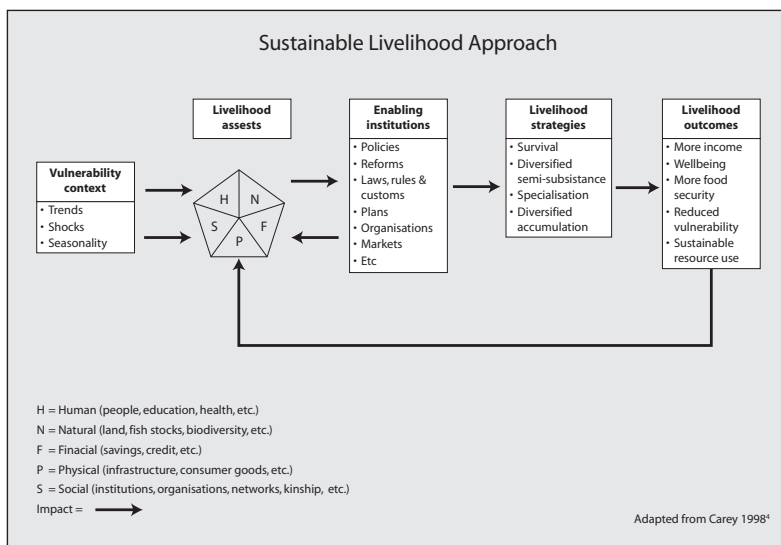 Sustainable Livelihood Approach
Vulnerability
context
• Trends
• Shocks
• Seasonality
Livelihood
assests
H
N
S
F
P
Enabling
institutions
• Policies
• Reforms
• Laws, rules &
customs
• Plans
• Organisations
• Markets
• Etc
Livelihood
strategies
• Survival
• Diversified
semi-subsistance
• Specialisation
• Diversified
accumulation
Livelihood
outcomes
• More income
• Wellbeing
• More food
security
• Reduced
vulnerability
• Sustainable
resource use
H = Human (people, education, health, etc.)
N = Natural (land, fish stocks, biodiversity, etc.)
F = Finacial (savings, credit, etc.)
P = Physical (infrastructure, consumer goods, etc.)
S = Social (institutions, organisations, networks, kinship, etc.)
Impact =
Adapted from Carey 1998⁴